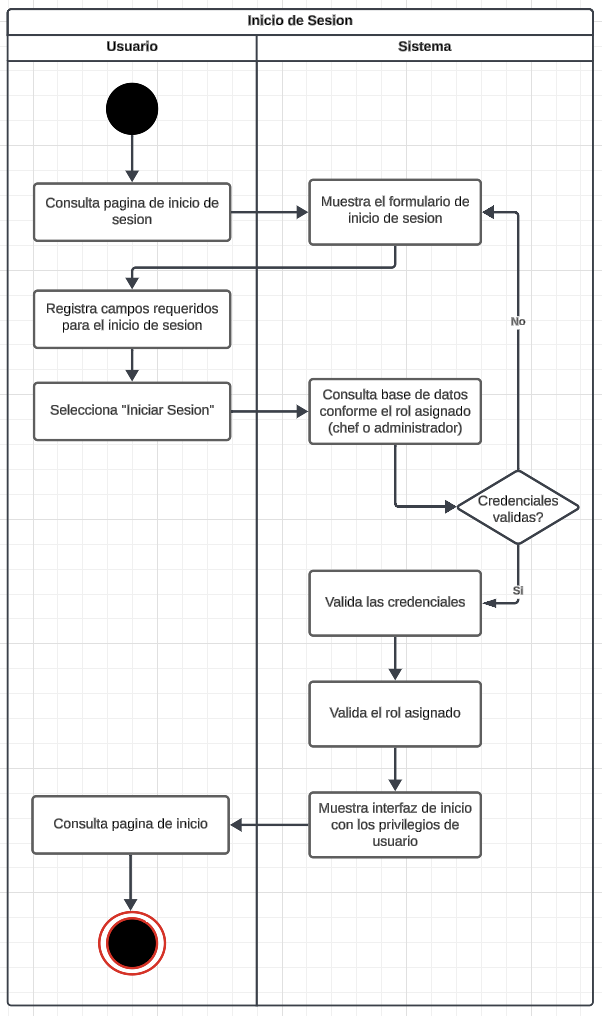 Inicio de Sesion
Usuario
Sistema
Consulta pagina de inicio de
sesion
Muestra el formulario de
inicio de sesion
Registra campos requeridos
para el inicio de sesion
No
Selecciona "Iniciar Sesion"
Consulta base de datos
conforme el rol asignado
(chef o administrador)
Credenciales
validas?
Si
Valida las credenciales
Valida el rol asignado
Muestra interfaz de inicio
con los privilegios de
usuario
Consulta pagina de inicio